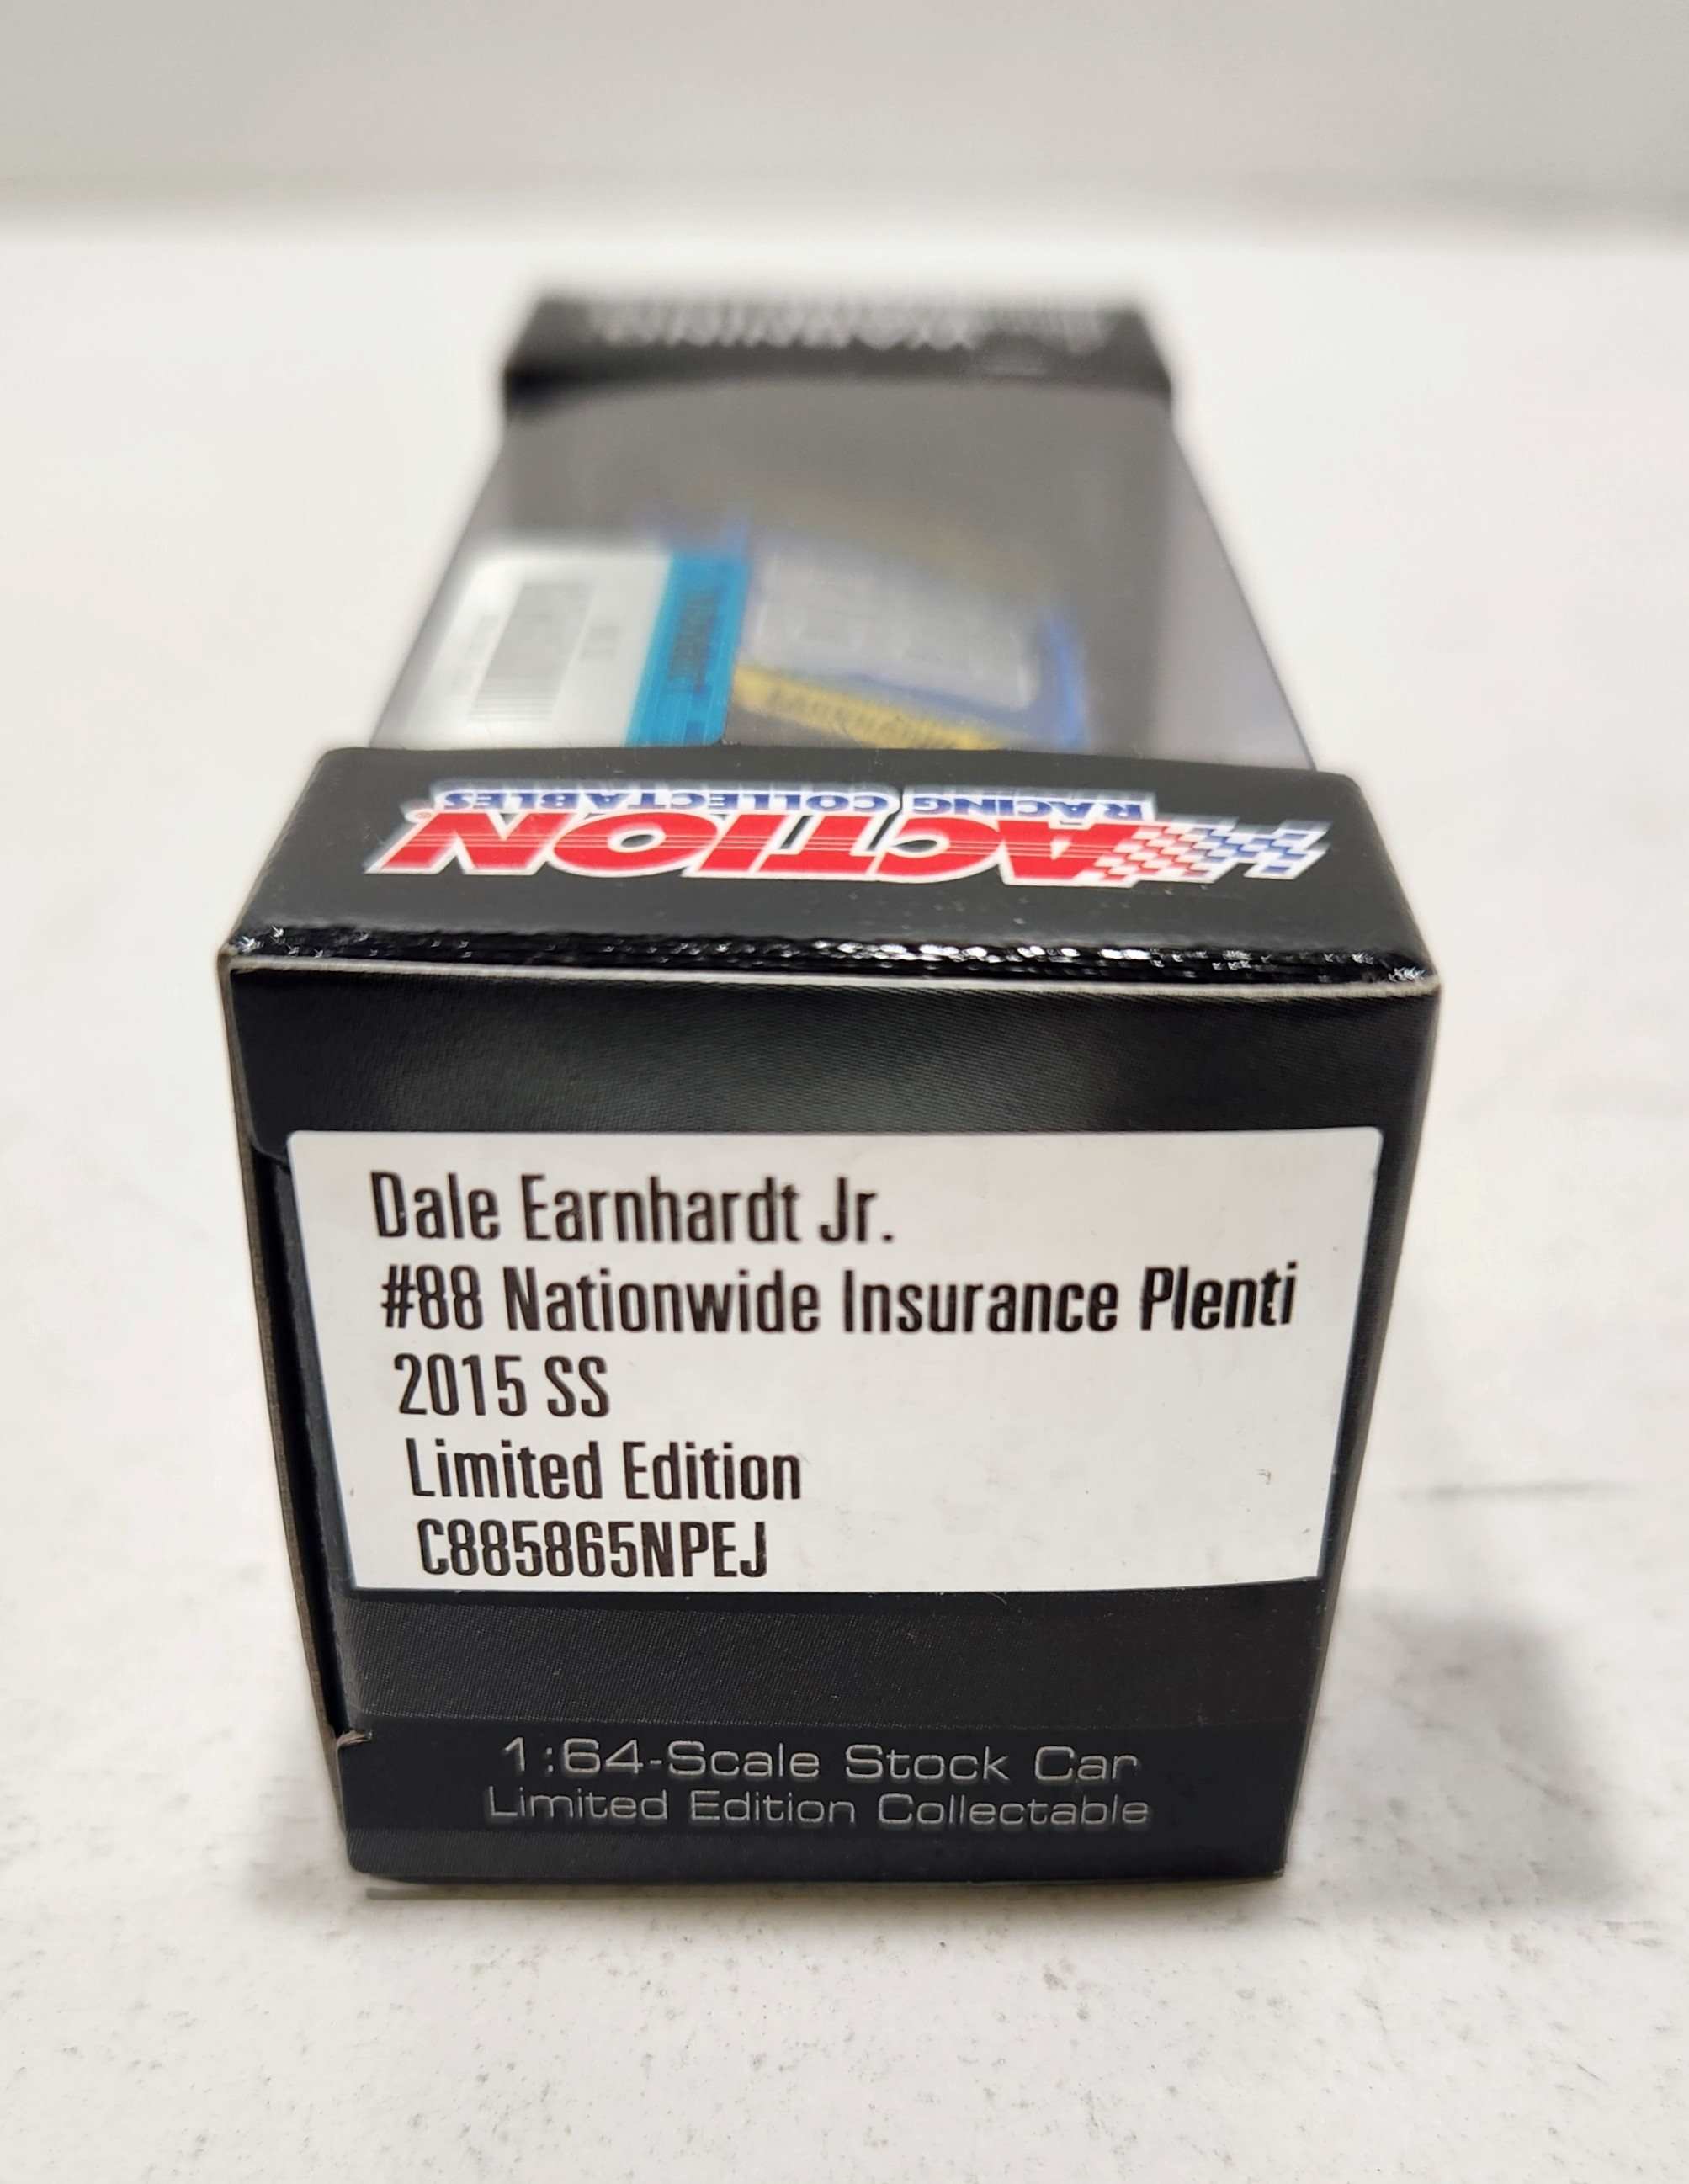 RACING COLLECTABLES
ACTION®
Dale Earnhardt Jr.
#88 Nationwide Insurance Plenti
2015 SS
Limited Edition
C885865NPEJ
1:64-Scale Stock Car
Limited Edition Collectable